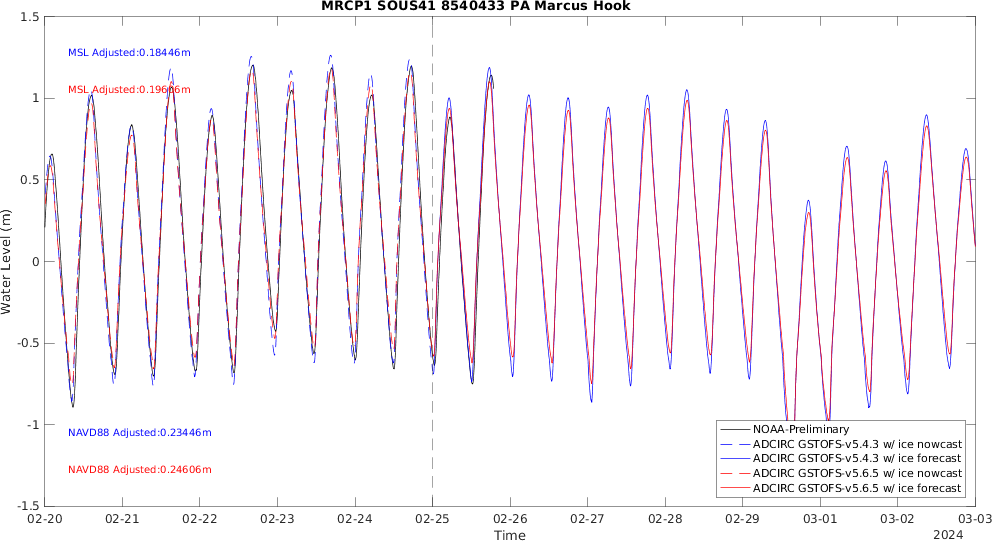 MRCP1 SOUS41 8540433 PA Marcus Hook
1.5
1
0.5
0
-0.5
-1
-1.5
Water Level (m)
MSL Adjusted:0.18446m
NAVD88 Adjusted:0.23446m
NAVD88 Adjusted:0.24606m
NOAA-Preliminary
ADCIRC GSTOFS-v5.4.3 w/ ice nowcast
ADCIRC GSTOFS-v5.4.3 w/ ice forecast
ADCIRC GSTOFS-v5.6.5 w/ ice nowcast
ADCIRC GSTOFS-v5.6.5 w/ ice forecast
02-20 02-21 02-22 02-23 02-24 02-25 02-26 02-27 02-28 02-29 03-01 03-02 03-03
Time
2024
MSL